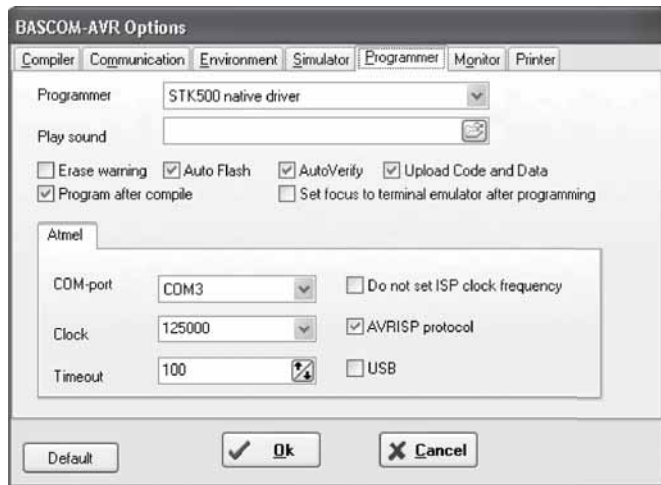 BASCOM-AVR Options
Compiler Communication Environment Simulator Programmer Monitor Printer
Programmer STK500 native driver
Play sound
Erase warning Auto Flash AutoVerify Upload Code and Data
Program after compile Set focus to terminal emulator after programming
Atmel
COM-port COM3 Do not set ISP clock frequency
Clock 125000 AVRISP protocol
Timeout 100 USB
Default Ok Cancel